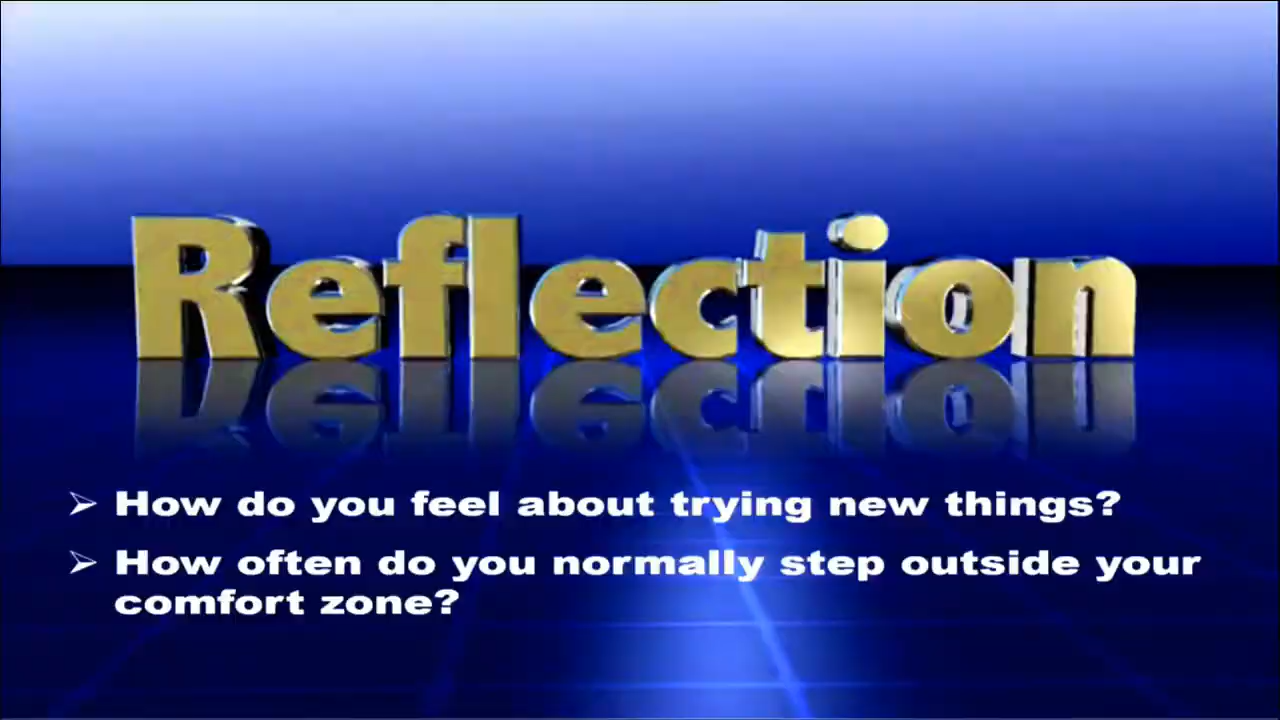 Reflection
➢ How do you feel about trying new things?
➢ How often do you normally step outside your
comfort zone?